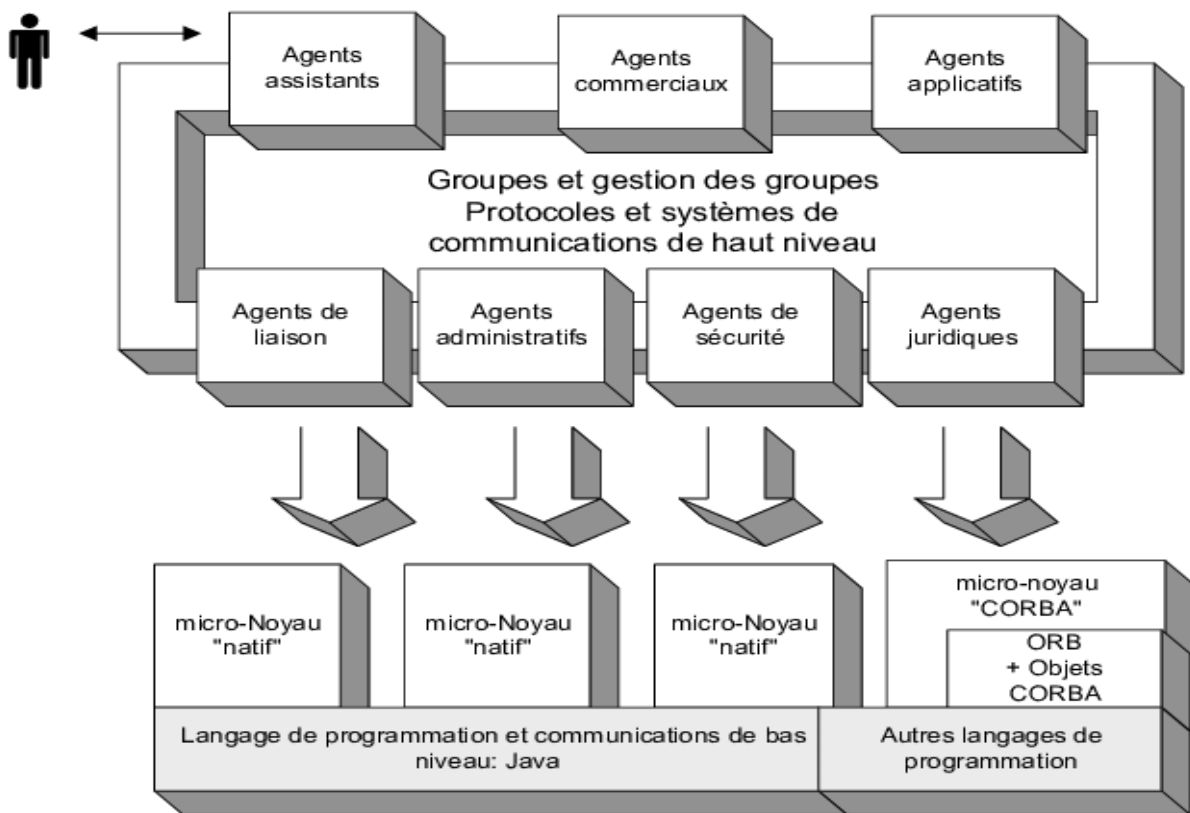 Agents
assistants
Agents
commerciaux
Agents
applicatifs
Groupes et gestion des groupes
Protocoles et systèmes de
communications de haut niveau
Agents de
liaison
Agents
administratifs
Agents de
sécurité
Agents
juridiques
micro-Noyau
"natif"
micro-Noyau
"natif"
micro-Noyau
"natif"
micro-noyau
"CORBA"
ORB
+ Objets
CORBA
Langage de programmation et communications de bas
niveau: Java
Autres langages de
programmation